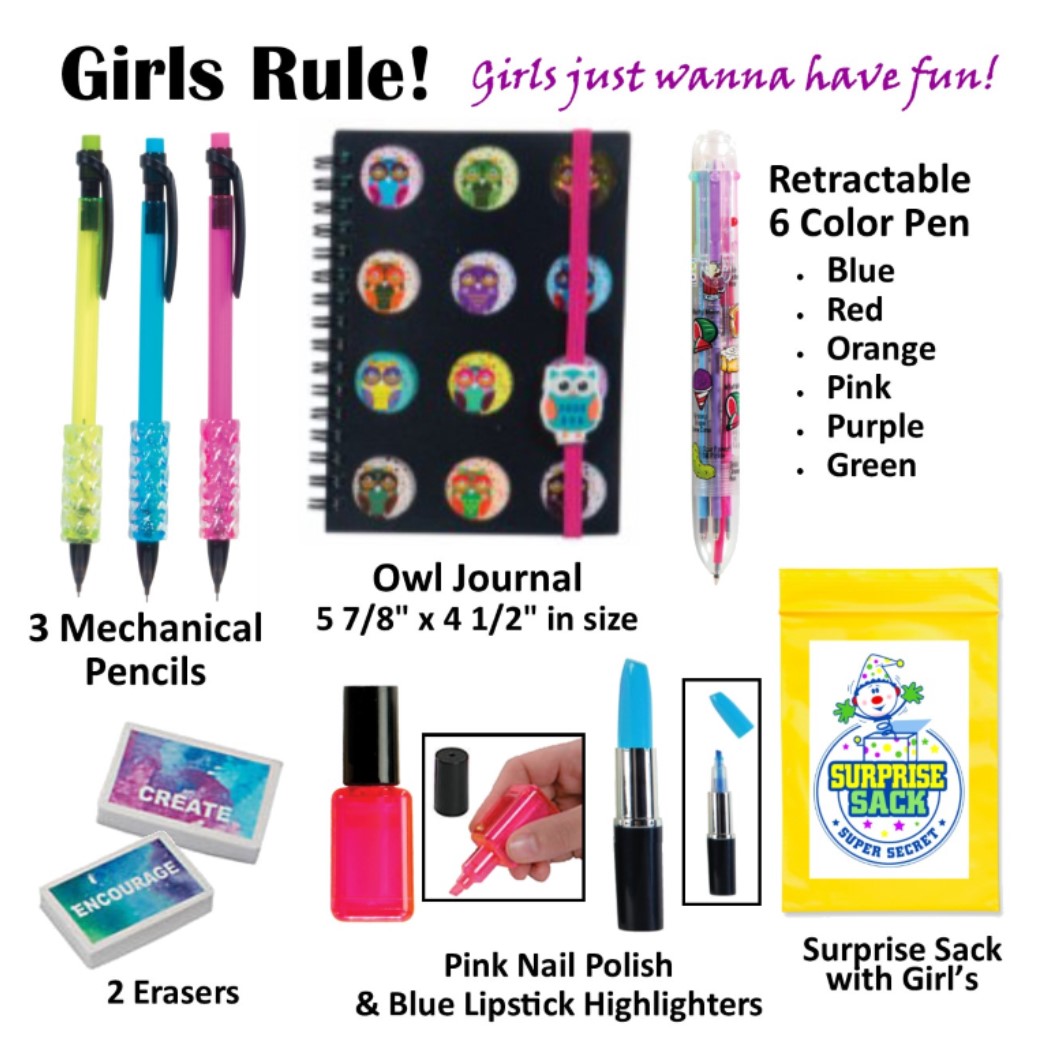 Girls Rule!
Girls just wanna have fun!
Retractable
6 Color Pen
• Blue
• Red
• Orange
• Pink
• Purple
• Green
Owl Journal
5 7/8" x 4 1/2" in size
3 Mechanical
Pencils
CREATE
ENCOURAGE
2 Erasers
Pink Nail Polish
& Blue Lipstick Highlighters
SURPRISE
SACK
SUPER SECRET
Surprise Sack
with Girl's